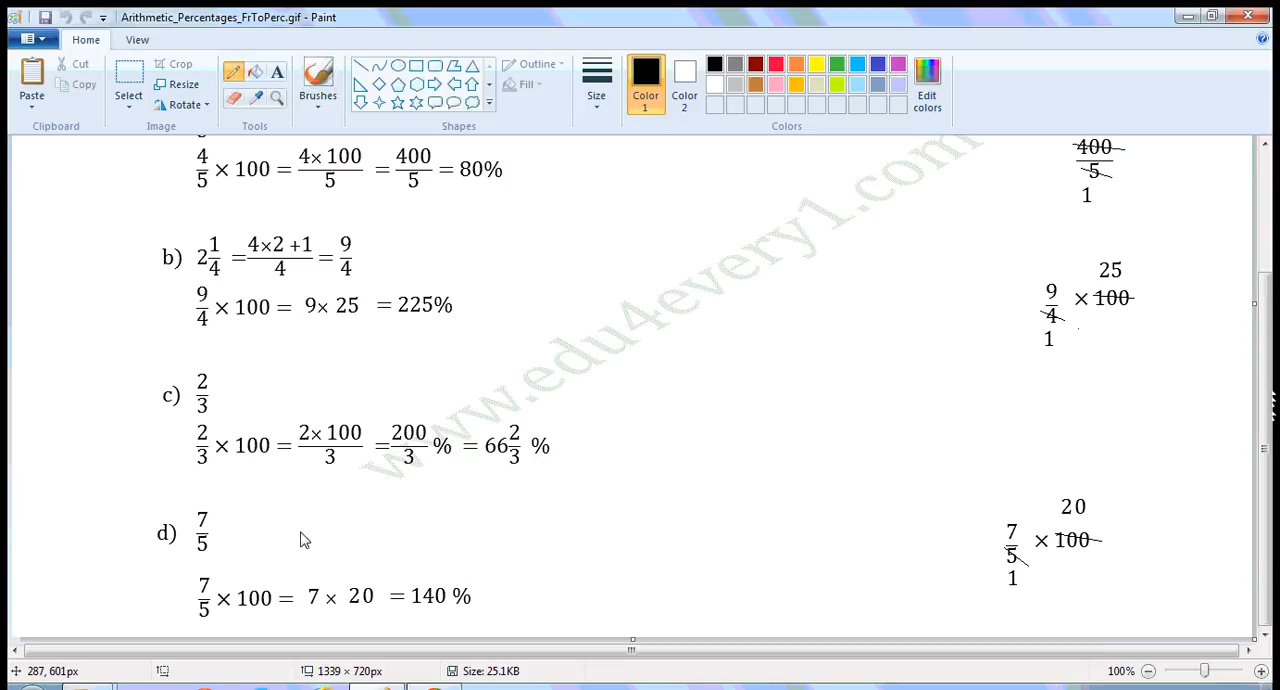 Arithmetic_Percentages_FrToPerc.gif - Paint
Home View
Paste Cut Copy Select Crop Resize Rotate A Brushes Outline Fill Size Color 1 Color 2 Edit colors
Clipboard Image Tools Shapes Colors
4/5 × 100 = 4× 100/5 = 400/5 = 80%
400/5
1
b) 2 1/4 = 4×2 +1/4 = 9/4
9/4 × 100 = 9× 25 = 225%
25
9/4 × 100
1
c) 2/3
2/3 × 100 = 2× 100/3 = 200/3 % = 66 2/3 %
d) 7/5
7/5 × 100 = 7 × 20 = 140 %
20
7/5 × 100
1
www.edu4every1.com
287, 601px 1339 × 720px Size: 25.1KB 100%